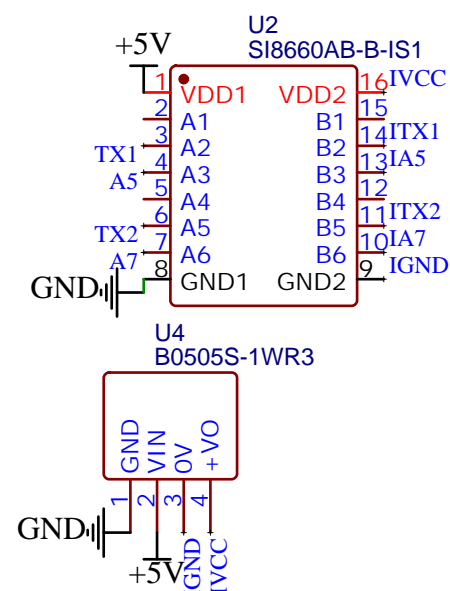 U2
SI8660AB-B-IS1
+5V
1 VDD1 VDD2 16 IVCC
2 A1 B1 15
TX1 3 A2 B2 14 ITX1
A5 4 A3 B3 13 IA5
5 A4 B4 12
TX2 6 A5 B5 11 ITX2
A7 7 A6 B6 10 IA7
GND 8 GND1 GND2 9 IGND
U4
B0505S-1WR3
GND VIN 0V +VO
1 2 3 4
GND
+5V
GND
IVCC